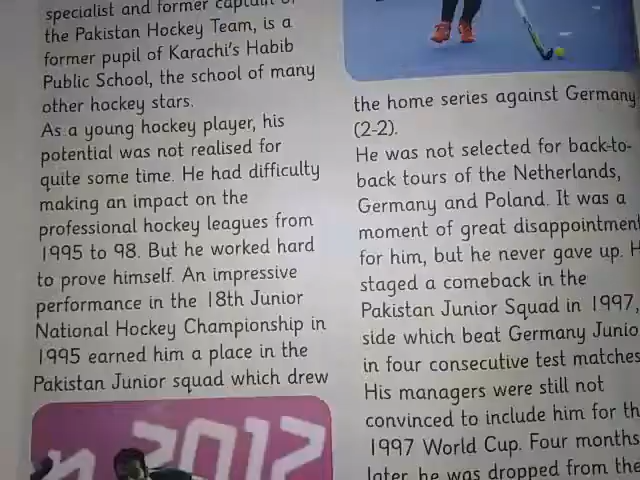 specialist and former captain of
the Pakistan Hockey Team, is a
former pupil of Karachi's Habib
Public School, the school of many
other hockey stars.
As a young hockey player, his
potential was not realised for
quite some time. He had difficulty
making an impact on the
professional hockey leagues from
1995 to 98. But he worked hard
to prove himself. An impressive
performance in the 18th Junior
National Hockey Championship in
1995 earned him a place in the
Pakistan Junior squad which drew
2012
the home series against Germany
(2-2).
He was not selected for back-to-
back tours of the Netherlands,
Germany and Poland. It was a
moment of great disappointment
for him, but he never gave up. H
staged a comeback in the
Pakistan Junior Squad in 1997,
side which beat Germany Junio
in four consecutive test matches
His managers were still not
convinced to include him for th
1997 World Cup. Four months
later, he was dropped from the